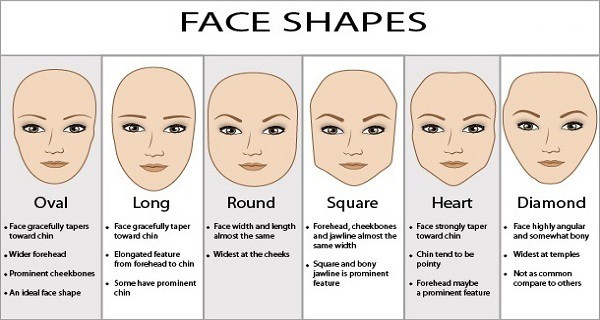 FACE SHAPES
Oval
Face gracefully tapers
toward chin
Wider forehead
Prominent cheekbones
An ideal face shape
Long
Face gracefully taper
toward chin
Elongated feature
from forehead to chin
Some have prominent
chin
Round
Face width and length
almost the same
Widest at the cheeks
Square
Forehead, cheekbones
and jawline almost the
same width
Square and bony
jawline is prominent
feature
Heart
Face strongly taper
toward chin
Chin tend to be
pointy
Forehead maybe
a prominent feature
Diamond
Face highly angular
and somewhat bony
Widest at temples
Not as common
compare to others